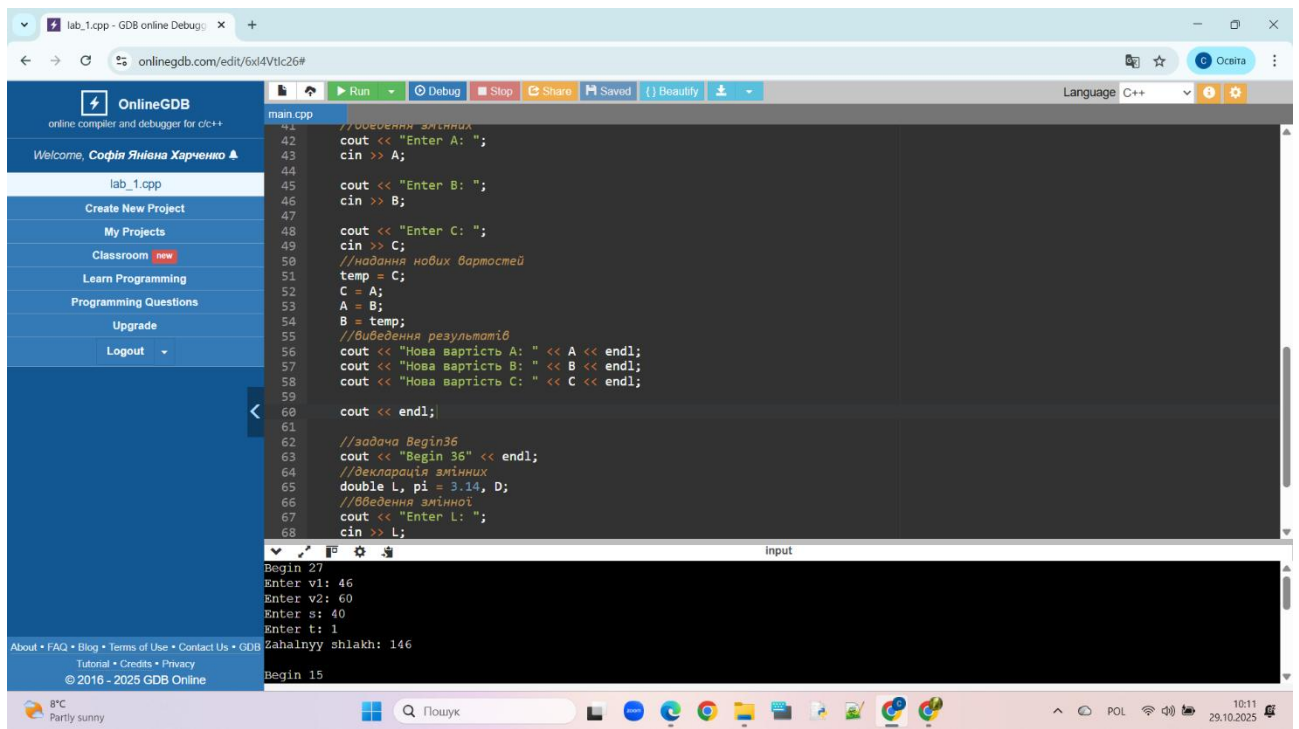 lab_1.cpp - GDB online Debugg
onlinegdb.com/edit/6xl4Vtlc26#
С Освіта
OnlineGDB
online compiler and debugger for c/c++
Welcome, Софія Янівна Харченко
lab_1.cpp
Create New Project
My Projects
Classroom new
Learn Programming
Programming Questions
Upgrade
Logout
About • FAQ • Blog • Terms of Use • Contact Us • GDB
Tutorial • Credits • Privacy
© 2016 - 2025 GDB Online
Run Debug Stop Share Saved {} Beautify
Language C++
main.cpp
41 //введення змінних
42 cout << "Enter A: ";
43 cin >> A;
44
45 cout << "Enter B: ";
46 cin >> B;
47
48 cout << "Enter C: ";
49 cin >> C;
50 //надання нових вартостей
51 temp = C;
52 C = A;
53 A = B;
54 B = temp;
55 //виведення результатів
56 cout << "Нова вартість A: " << A << endl;
57 cout << "Нова вартість B: " << B << endl;
58 cout << "Нова вартість C: " << C << endl;
59
60 cout << endl;
61
62 //задача Begin36
63 cout << "Begin 36" << endl;
64 //декларація змінних
65 double L, pi = 3.14, D;
66 //введення змінної
67 cout << "Enter L: ";
68 cin >> L;
input
Begin 27
Enter v1: 46
Enter v2: 60
Enter s: 40
Enter t: 1
Zahalnyy shlakh: 146
Begin 15
8°C
Partly sunny
Пошук
zoom
POL
10:11
29.10.2025